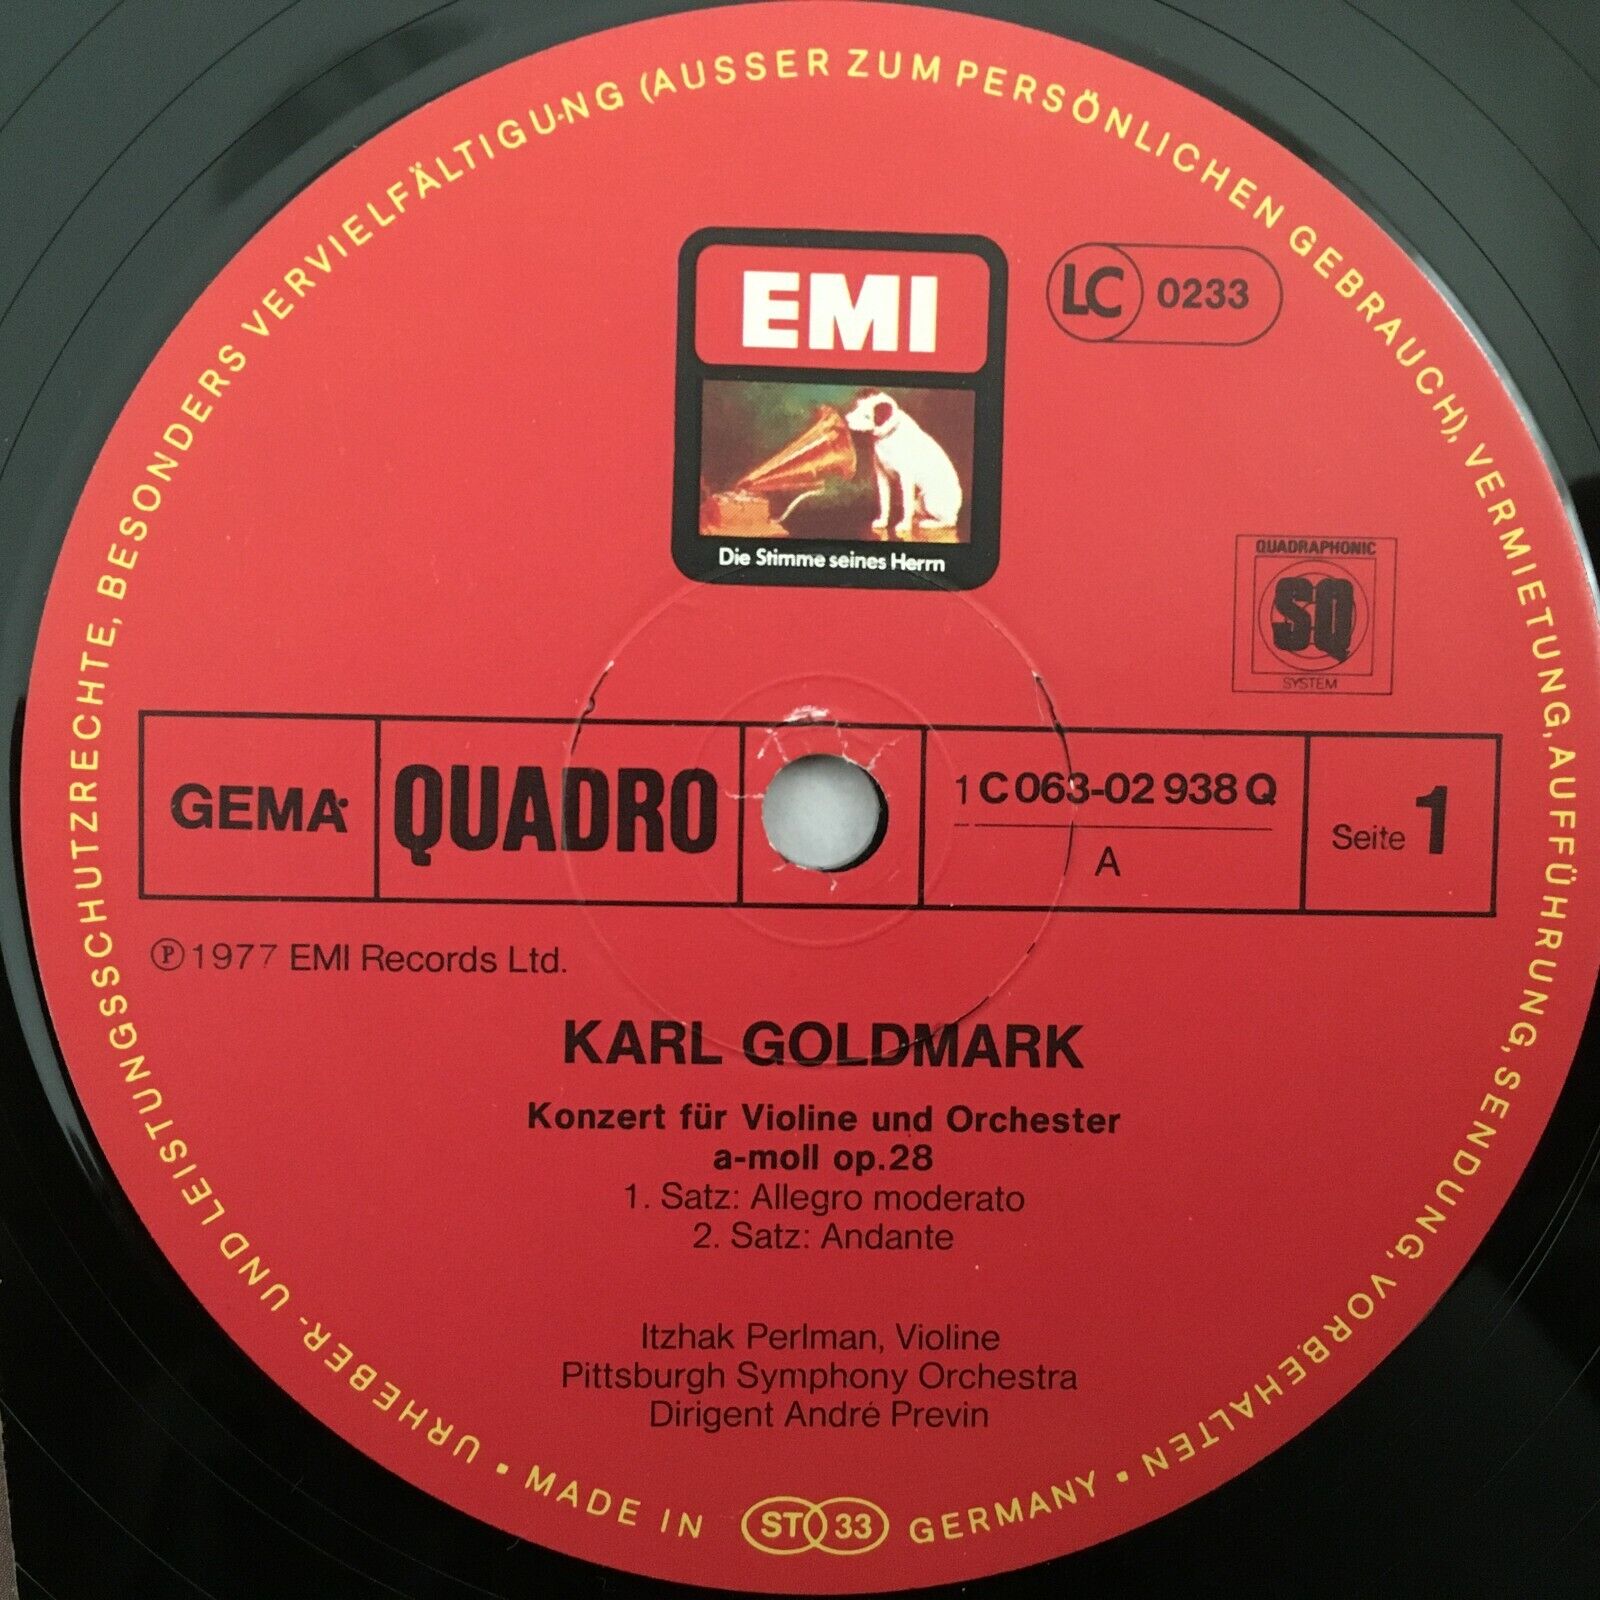 URHEBER- UND LEISTUNGSSCHUTZRECHTE, BESONDERS VERVIELFÄLTIGUNG (AUSSER ZUM PERSÖNLICHEN GEBRAUCH), VERMIETUNG, AUFFÜHRUNG, SENDUNG, VORBEHALTEN •
EMI
LC 0233
Die Stimme seines Herrn
QUADRAPHONIC
SQ
SYSTEM
GEMA
QUADRO
1 C 063-02 938 Q
A
Seite 1
℗ 1977 EMI Records Ltd.
KARL GOLDMARK
Konzert für Violine und Orchester
a-moll op.28
1. Satz: Allegro moderato
2. Satz: Andante
Itzhak Perlman, Violine
Pittsburgh Symphony Orchestra
Dirigent André Previn
• MADE IN ST 33 GERMANY